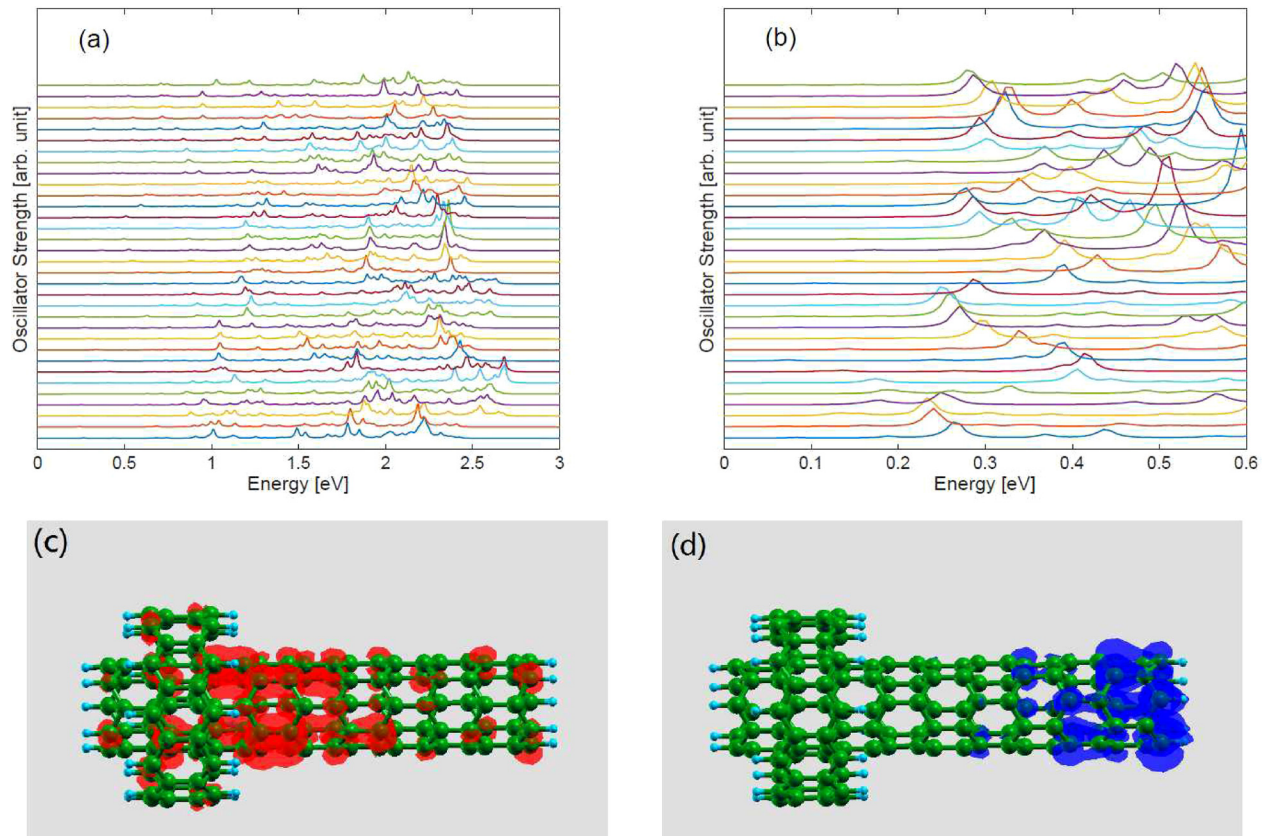 (a)
Oscillator Strength [arb. unit]
0 0.5 1 1.5 2 2.5 3
Energy [eV]
(b)
Oscillator Strength [arb. unit]
0 0.1 0.2 0.3 0.4 0.5 0.6
Energy [eV]
(c)
(d)